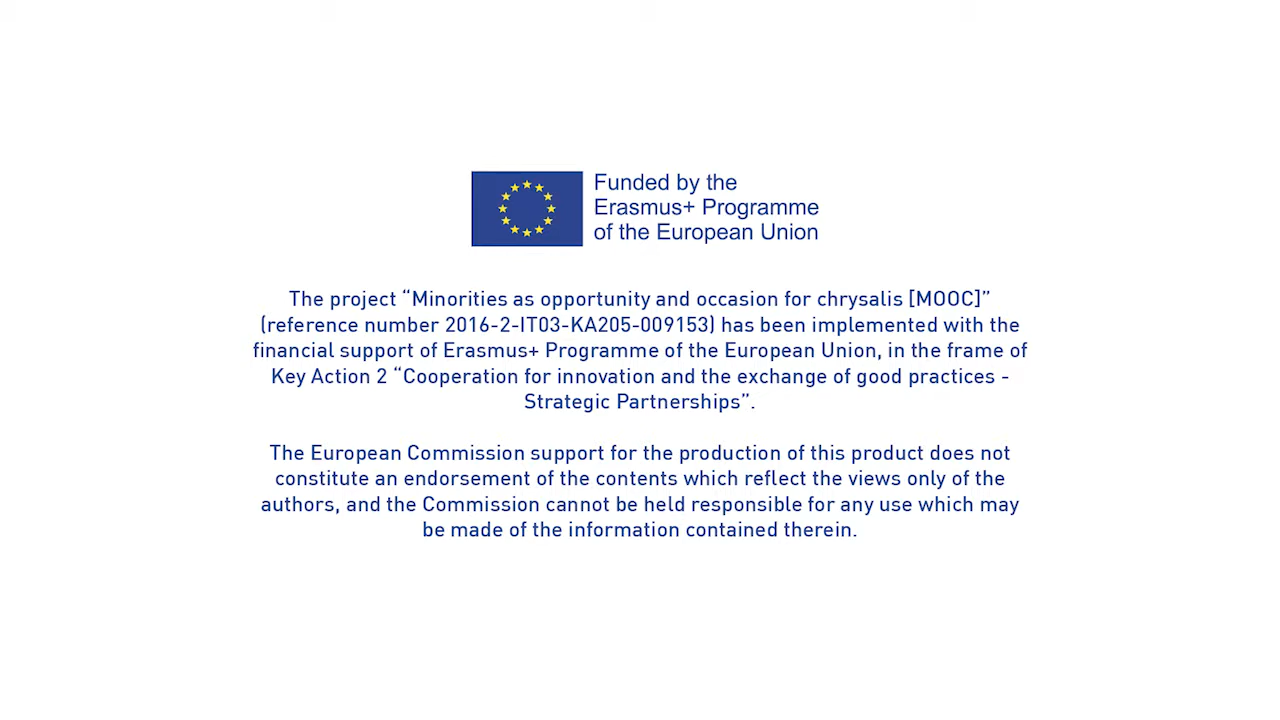 Funded by the
Erasmus+ Programme
of the European Union
The project “Minorities as opportunity and occasion for chrysalis [MOOC]”
(reference number 2016-2-IT03-KA205-009153) has been implemented with the
financial support of Erasmus+ Programme of the European Union, in the frame of
Key Action 2 “Cooperation for innovation and the exchange of good practices -
Strategic Partnerships”.
The European Commission support for the production of this product does not
constitute an endorsement of the contents which reflect the views only of the
authors, and the Commission cannot be held responsible for any use which may
be made of the information contained therein.